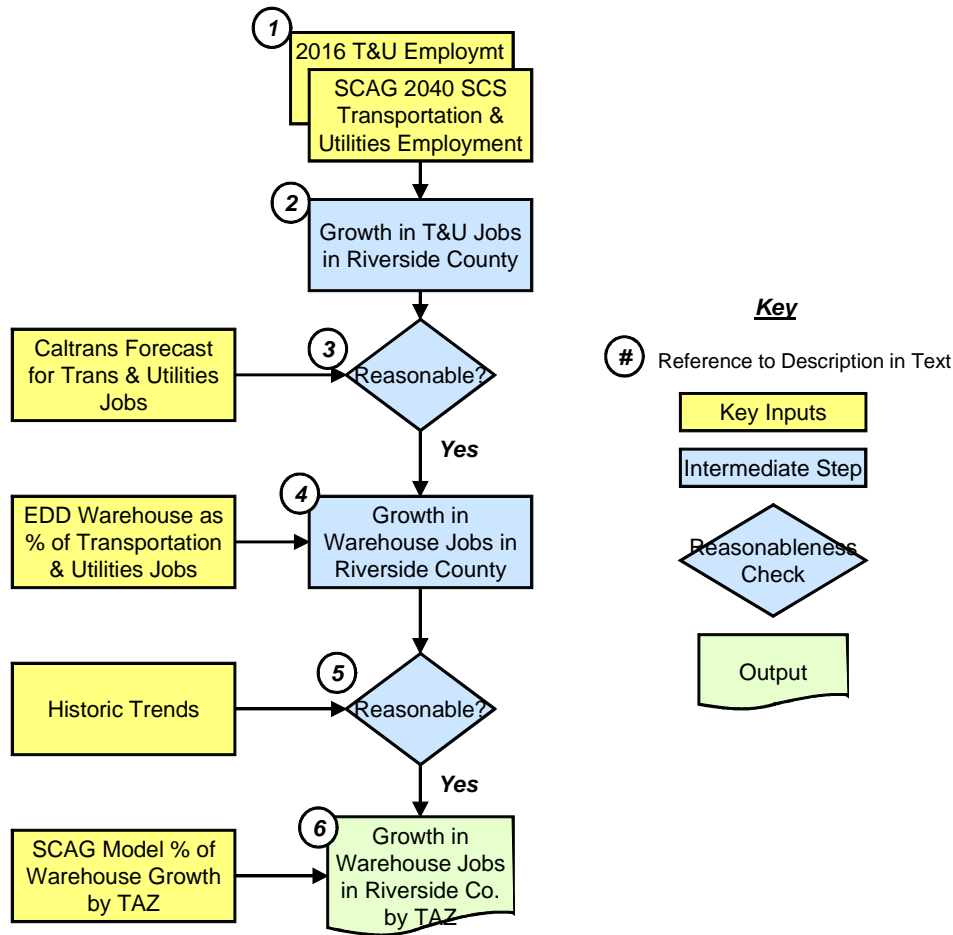 1
2016 T&U Employmt
SCAG 2040 SCS
Transportation &
Utilities Employment
2
Growth in T&U Jobs
in Riverside County
Caltrans Forecast
for Trans & Utilities
Jobs
3
Reasonable?
Yes
EDD Warehouse as
% of Transportation
& Utilities Jobs
4
Growth in
Warehouse Jobs in
Riverside County
Historic Trends
5
Reasonable?
Yes
SCAG Model % of
Warehouse Growth
by TAZ
6
Growth in
Warehouse Jobs
in Riverside Co.
by TAZ
Key
# Reference to Description in Text
Key Inputs
Intermediate Step
Reasonableness
Check
Output